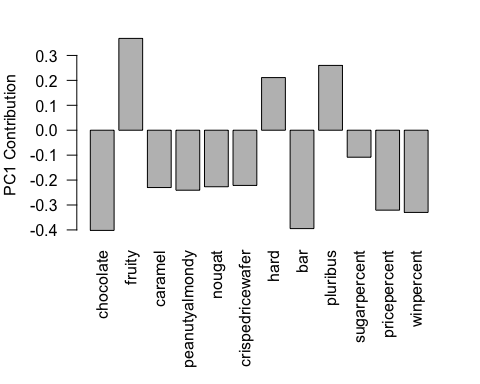 PC1 Contribution
0.3
0.2
0.1
0.0
-0.1
-0.2
-0.3
-0.4
chocolate
fruity
caramel
peanutyalmondy
nougat
crispedricewafer
hard
bar
pluribus
sugarpercent
pricepercent
winpercent